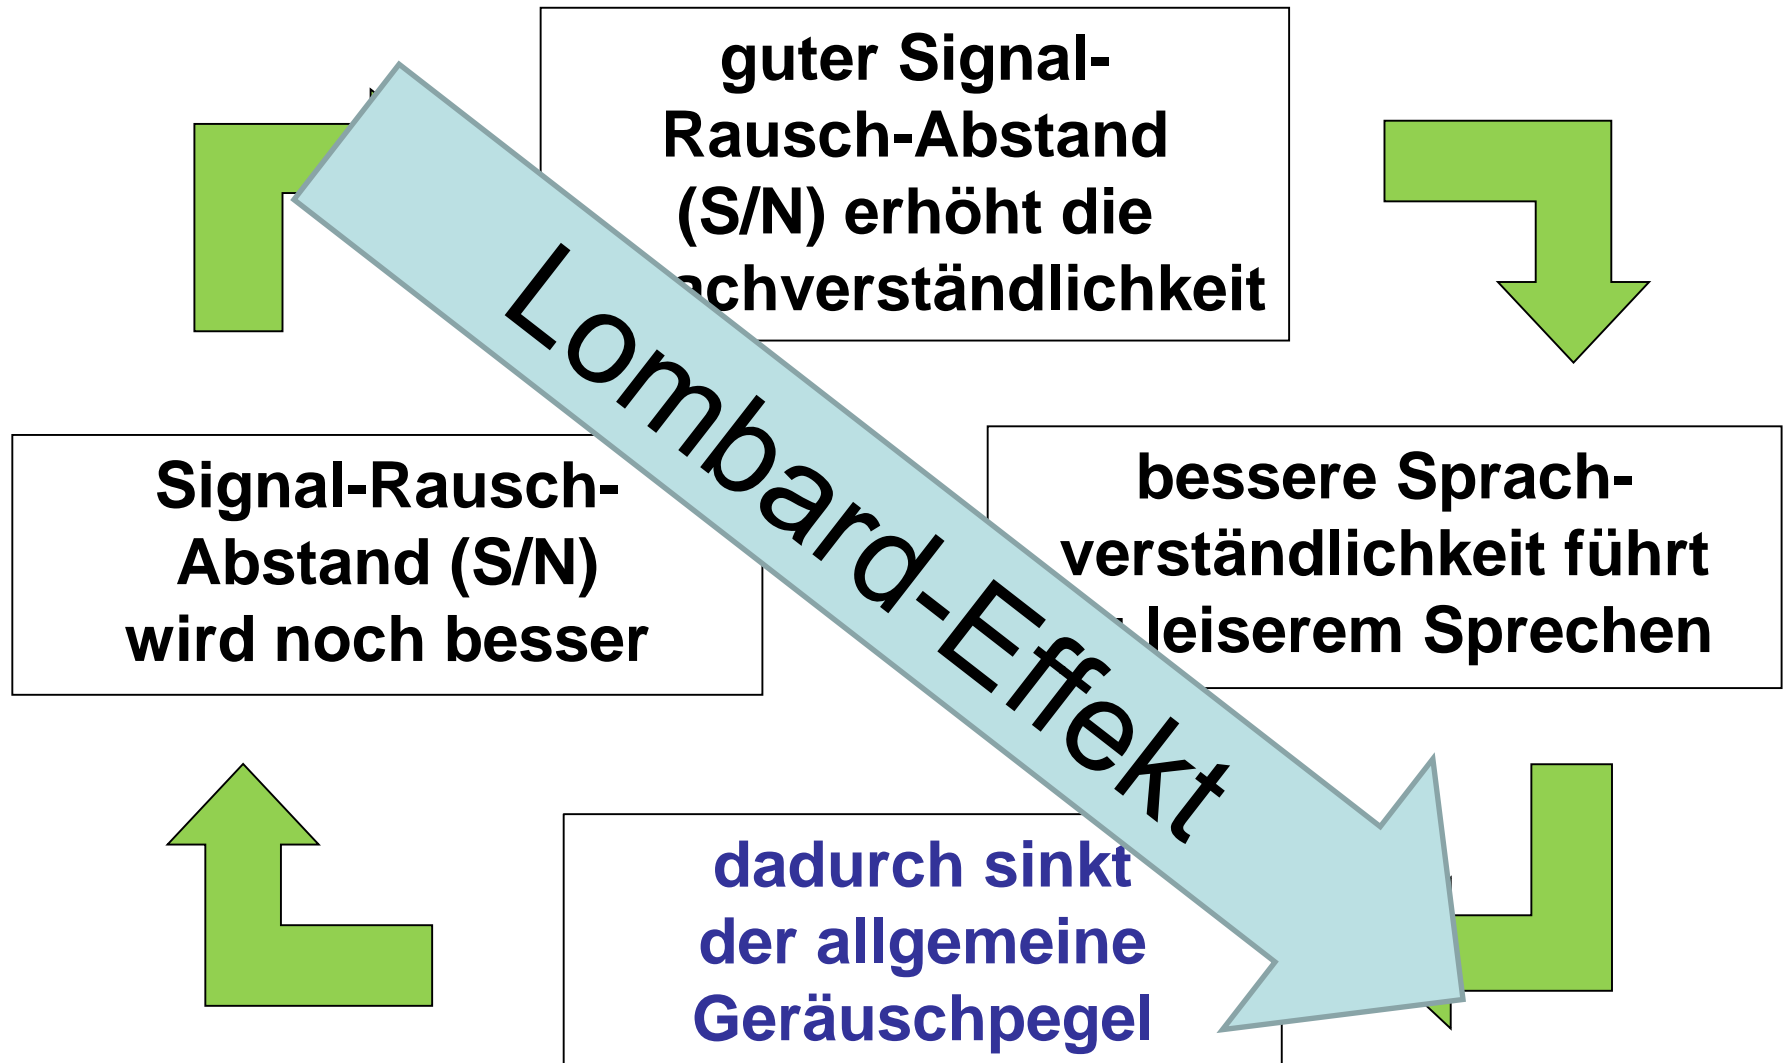 guter Signal-
Rausch-Abstand
(S/N) erhöht die
achverständlichkeit
Lombard-Effekt
Signal-Rausch-
Abstand (S/N)
wird noch besser
bessere Sprach-
verständlichkeit führt
leiserem Sprechen
dadurch sinkt
der allgemeine
Geräuschpegel